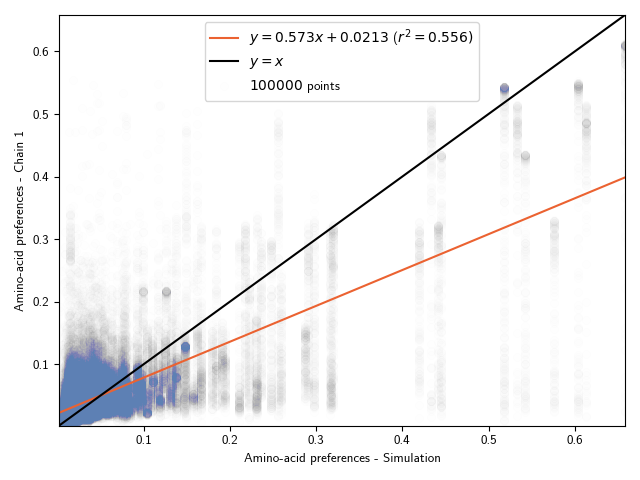 y = 0.573x + 0.0213 (r² = 0.556)
y = x
100000 points
0.6
0.5
0.4
0.3
0.2
0.1
Amino-acid preferences - Chain 1
0.1 0.2 0.3 0.4 0.5 0.6
Amino-acid preferences - Simulation